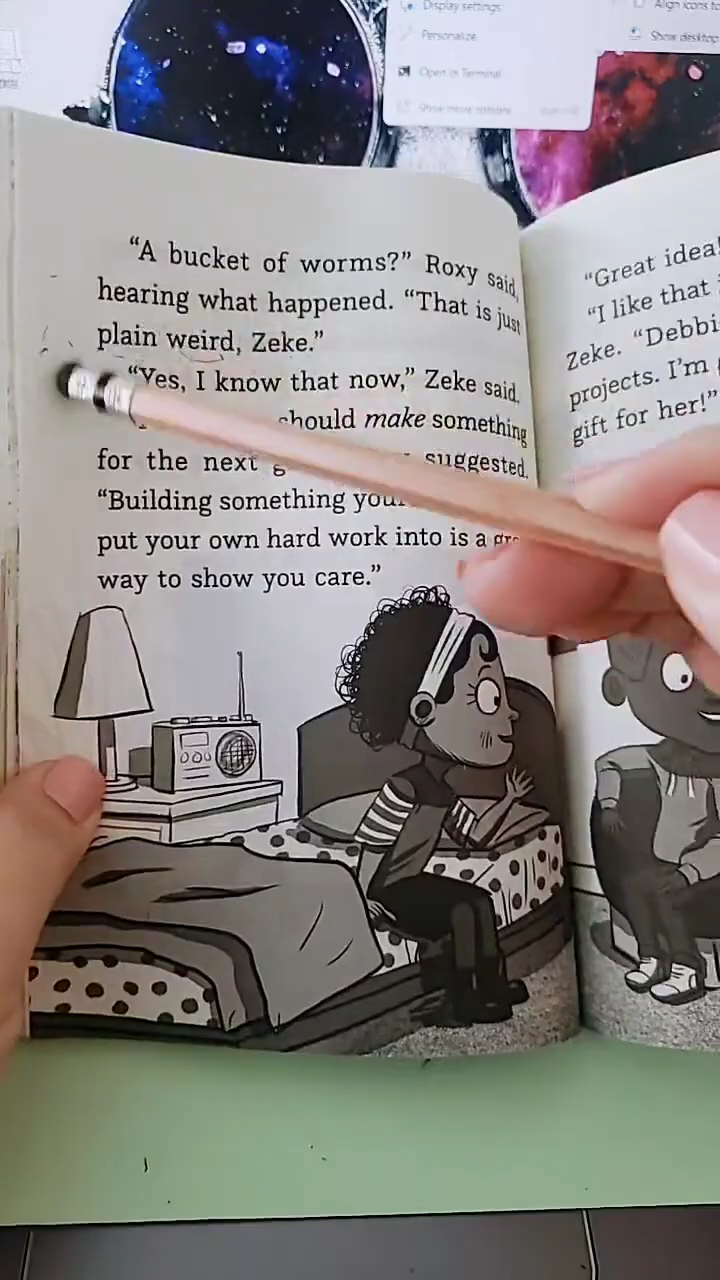 Display settings
Personalize
Open in Terminal
Show more options
Align icons to
Show desktop
“A bucket of worms?” Roxy said,
hearing what happened. “That is just
plain weird, Zeke.”
“Yes, I know that now,” Zeke said.
should make something
for the next suggested.
“Building something
put your own hard work into is a
way to show you care.”
“Great idea!
“I like that
Zeke. “Debbi
projects. I’m
gift for her!”